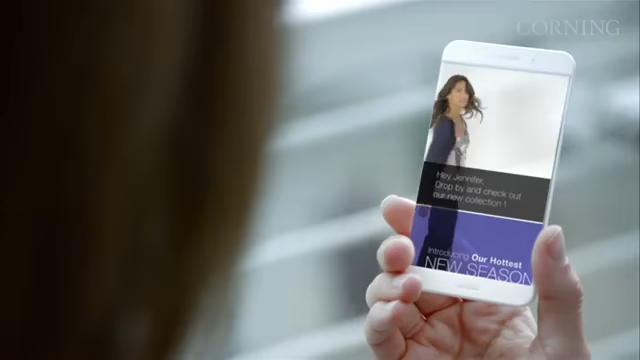 CORNING
Hey Jennifer,
Drop by and check out
our new collection !
Introducing Our Hottest
NEW SEASON